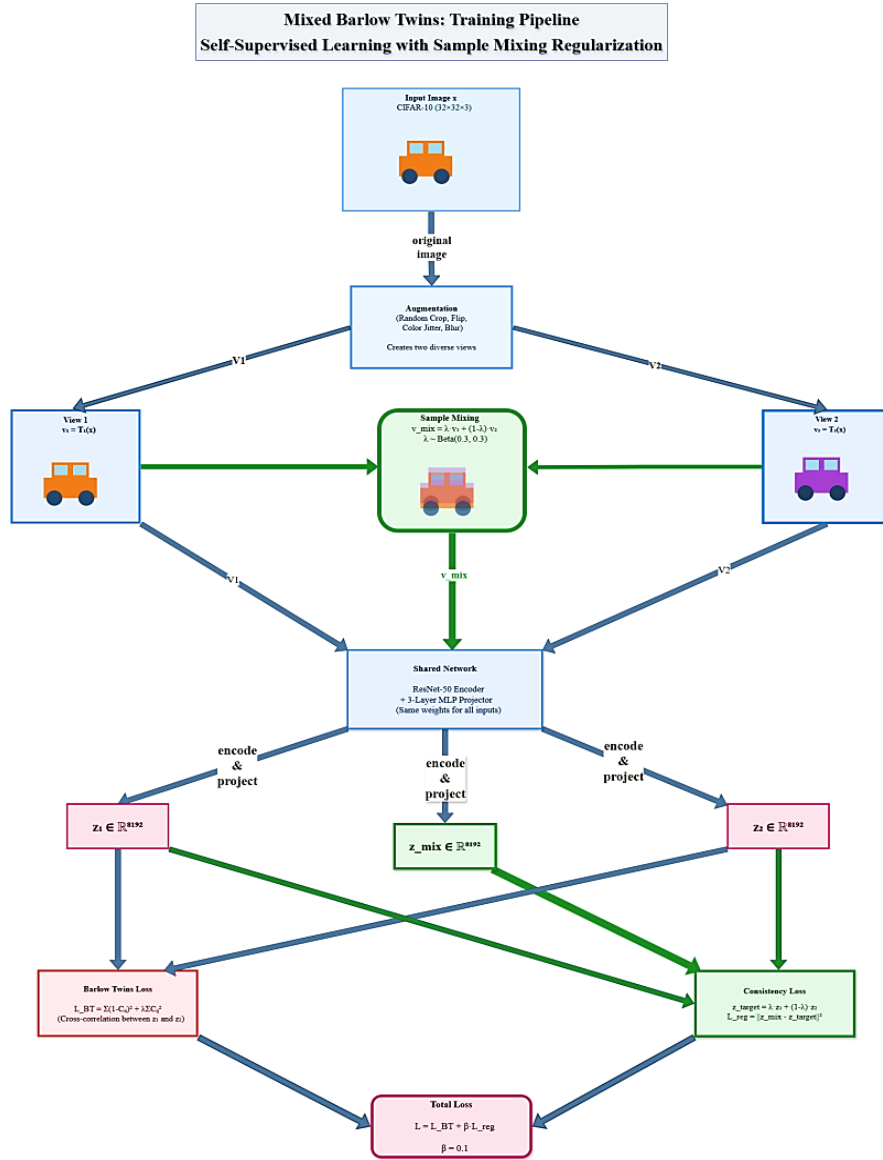 Mixed Barlow Twins: Training Pipeline
Self-Supervised Learning with Sample Mixing Regularization
Input Image x
CIFAR-10 (32×32×3)
original
image
Augmentation
(Random Crop, Flip,
Color Jitter, Blur)
Creates two diverse views
V1
V2
View 1
v₁ = T₁(x)
Sample Mixing
v_mix = λ·v₁ + (1-λ)·v₂
λ ~ Beta(0.3, 0.3)
View 2
v₂ = T₂(x)
V1
v_mix
V2
Shared Network
ResNet-50 Encoder
+ 3-Layer MLP Projector
(Same weights for all inputs)
encode
&
project
encode
&
project
encode
&
project
z₁ ∈ ℝ⁸¹⁹²
z_mix ∈ ℝ⁸¹⁹²
z₂ ∈ ℝ⁸¹⁹²
Barlow Twins Loss
L_BT = Σ(1-Cᵢᵢ)² + λΣCᵢⱼ²
(Cross-correlation between z₁ and z₂)
Consistency Loss
z_target = λ·z₁ + (1-λ)·z₂
L_reg = ||z_mix - z_target||²
Total Loss
L = L_BT + β·L_reg
β = 0.1